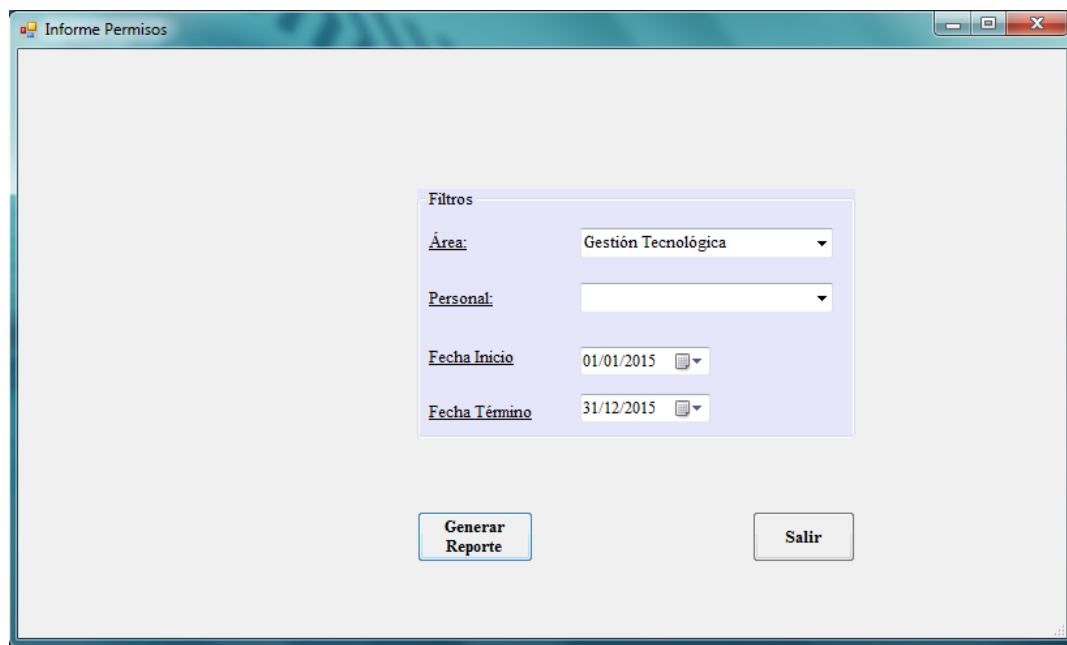 Informe Permisos
Filtros
Área:
Gestión Tecnológica
Personal:
Fecha Inicio
01/01/2015
Fecha Término
31/12/2015
Generar
Reporte
Salir